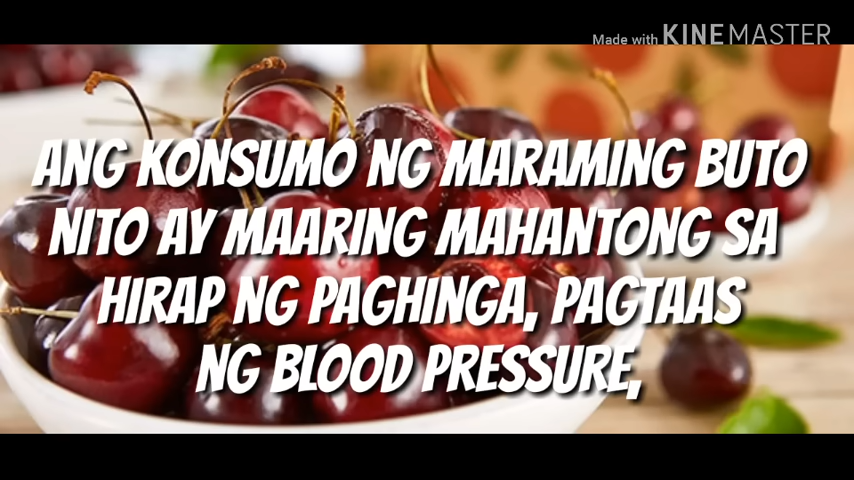 Made with KINEMASTER
ANG KONSUMO NG MARAMING BUTO
NITO AY MAARING MAHANTONG SA
HIRAP NG PAGHINGA, PAGTAAS
NG BLOOD PRESSURE,